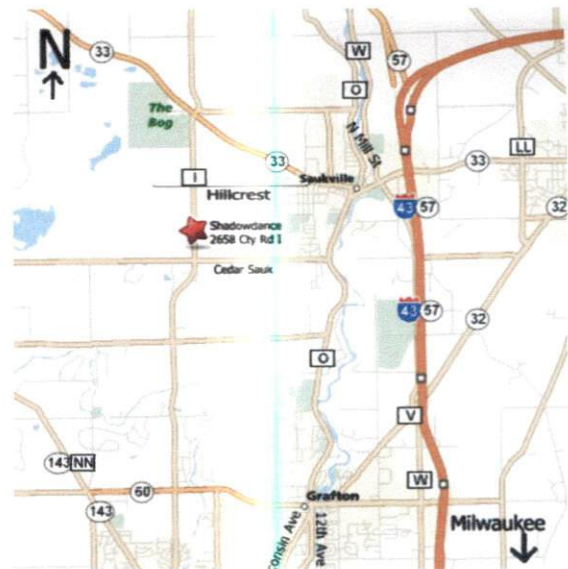 N
33
W
57
O
The
Bog
N Mill St
33
33
LL
I
Saukville
Hillcrest
32
43
57
Shadowdance
2658 Cty Rd I
Cedar Sauk
43
57
32
O
V
143
NN
W
60
Grafton
143
12th Ave
Milwaukee